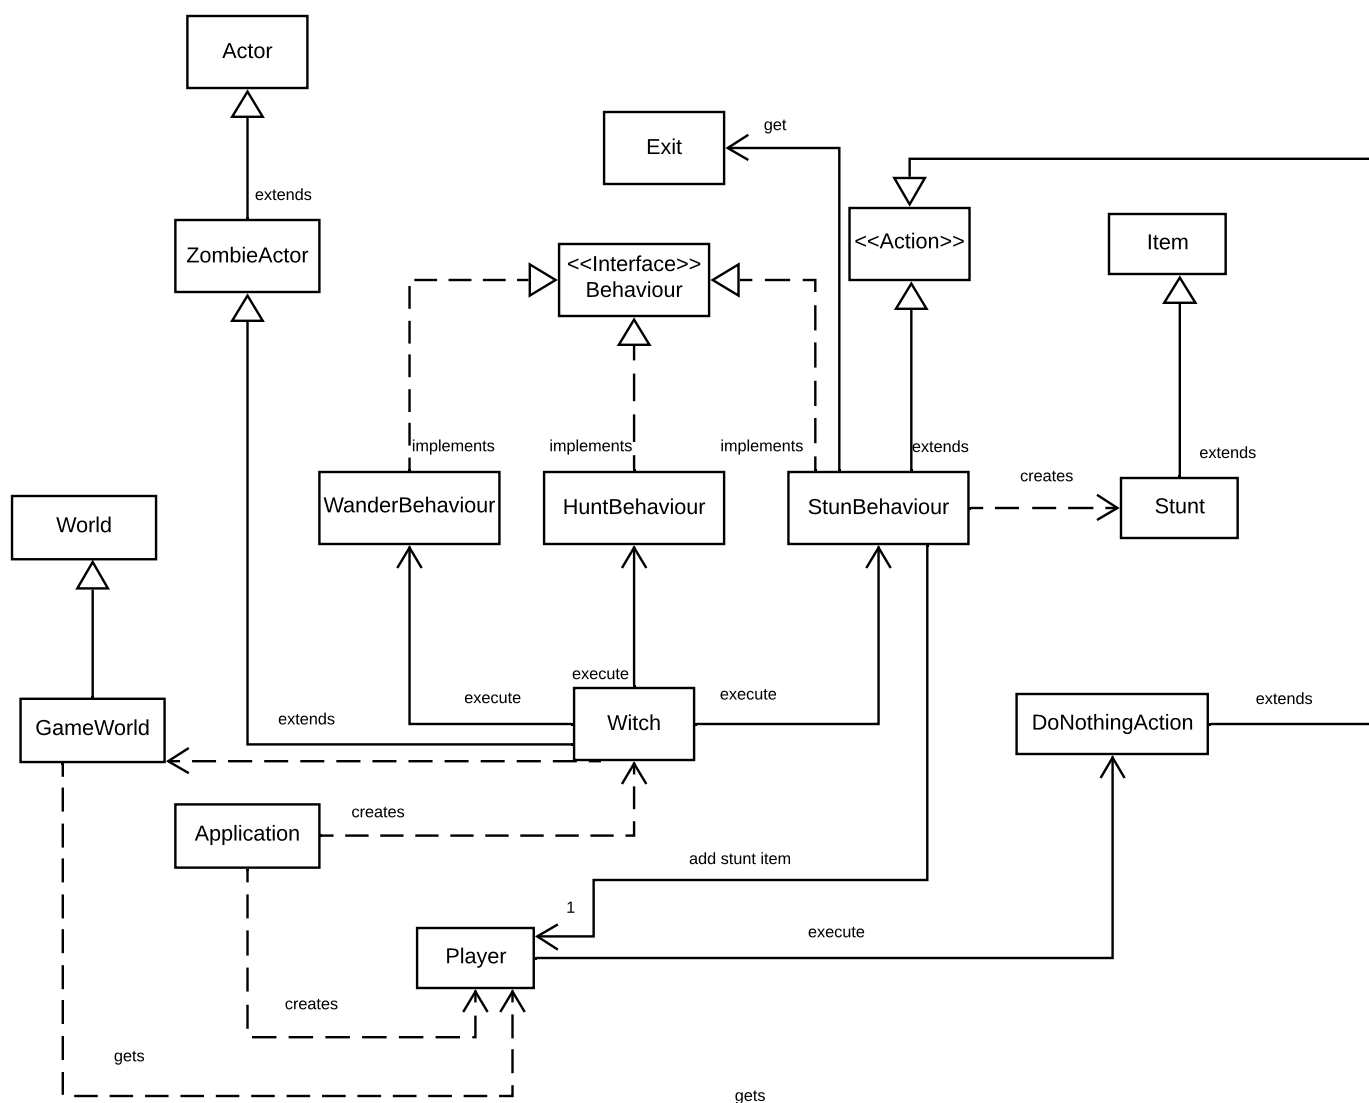 Actor
get
Exit
extends
<<Action>>
ZombieActor
Item
<<Interface>>
Behaviour
implements
implements
implements
extends
extends
creates
WanderBehaviour
HuntBehaviour
StunBehaviour
Stunt
World
execute
execute
execute
extends
extends
GameWorld
Witch
DoNothingAction
creates
Application
add stunt item
1
execute
Player
creates
gets
gets